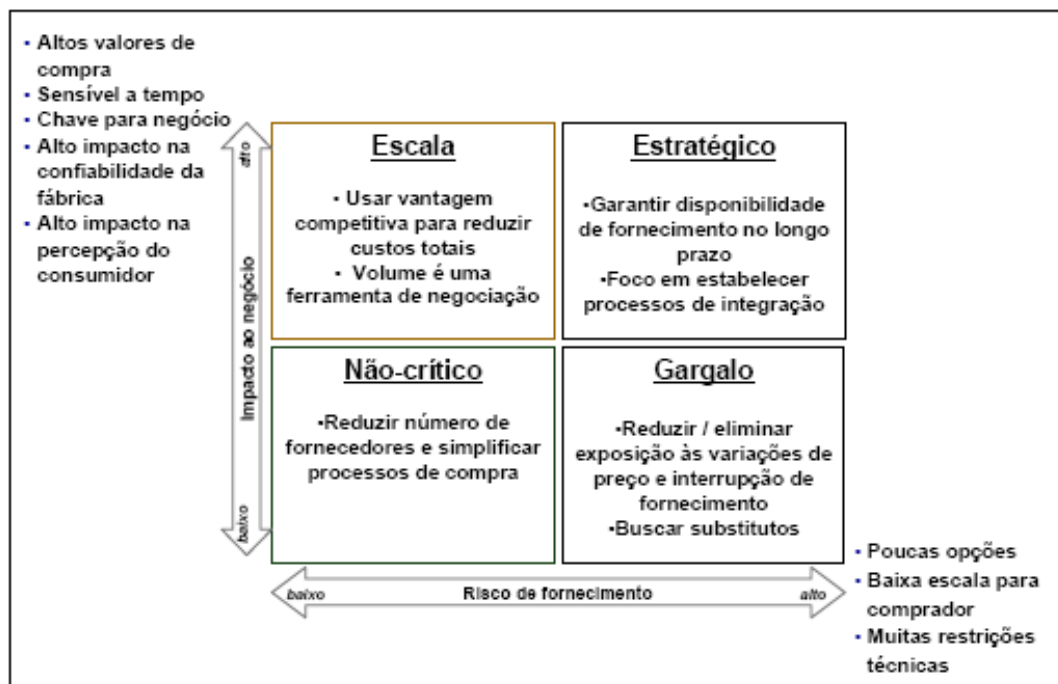 ▪ Altos valores de
compra
▪ Sensível a tempo
▪ Chave para negócio
▪ Alto impacto na
confiabilidade da
fábrica
▪ Alto impacto na
percepção do
consumidor
alto
Impacto ao negócio
baixo
Escala
▪ Usar vantagem
competitiva para reduzir
custos totais
▪ Volume é uma
ferramenta de negociação
Estratégico
▪Garantir disponibilidade
de fornecimento no longo
prazo
▪Foco em estabelecer
processos de integração
Não-crítico
▪Reduzir número de
fornecedores e simplificar
processos de compra
Gargalo
▪Reduzir / eliminar
exposição às variações de
preço e interrupção de
fornecimento
▪Buscar substitutos
baixo
Risco de fornecimento
alto
▪ Poucas opções
▪ Baixa escala para
comprador
▪ Muitas restrições
técnicas